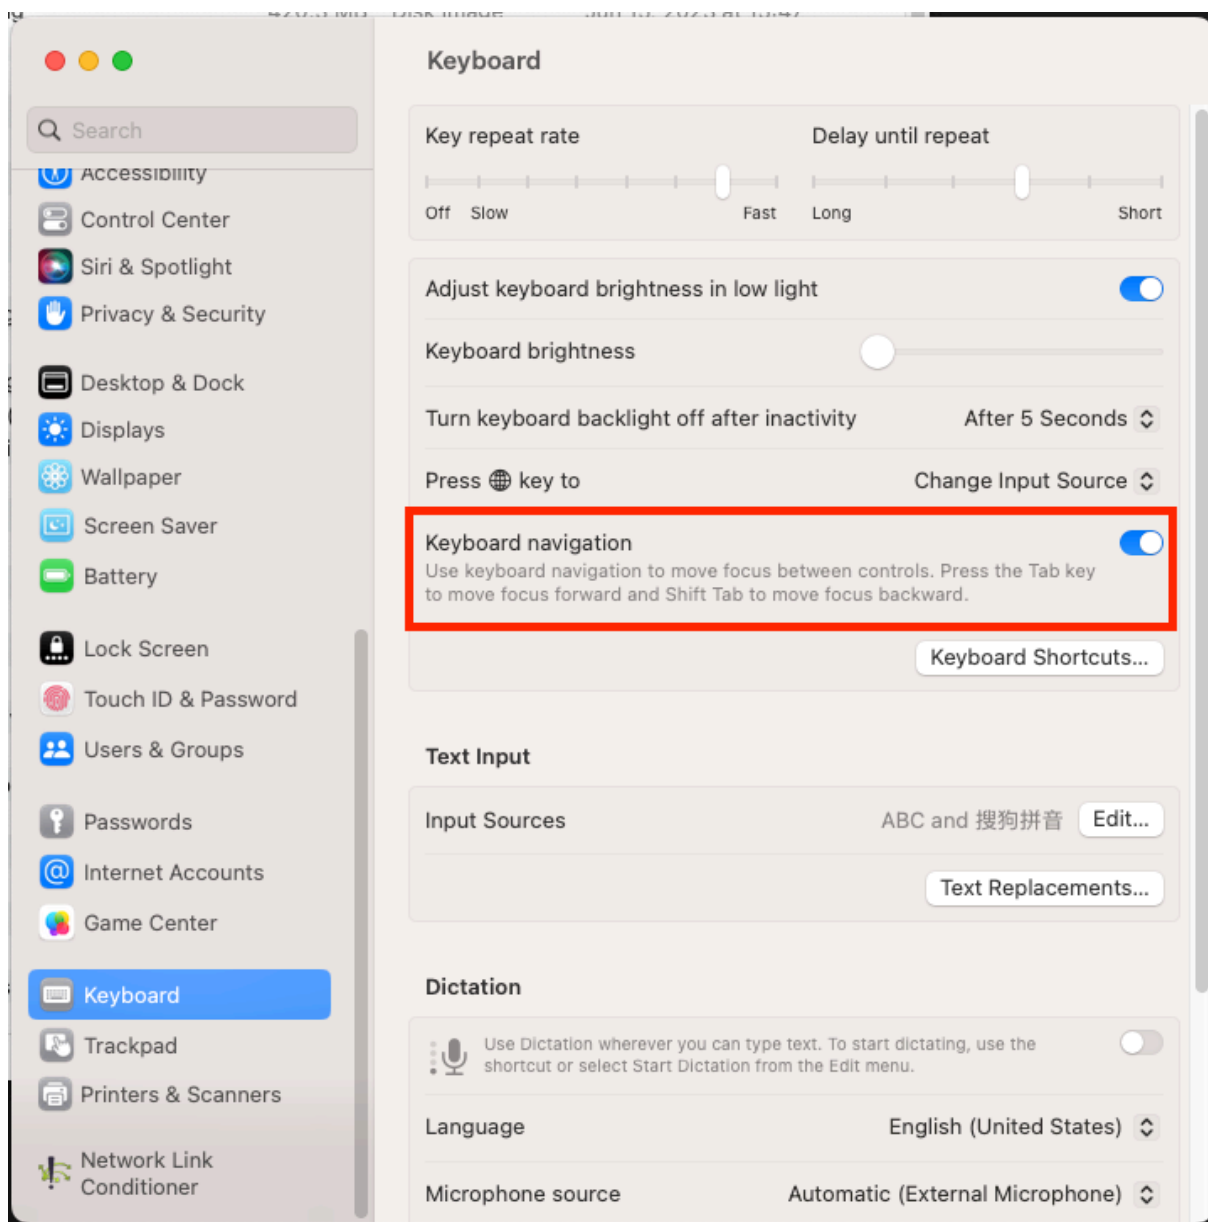 Keyboard
Search
Accessibility
Control Center
Siri & Spotlight
Privacy & Security
Desktop & Dock
Displays
Wallpaper
Screen Saver
Battery
Lock Screen
Touch ID & Password
Users & Groups
Passwords
Internet Accounts
Game Center
Keyboard
Trackpad
Printers & Scanners
Network Link
Conditioner
Key repeat rate
Delay until repeat
Off Slow Fast
Long Short
Adjust keyboard brightness in low light
Keyboard brightness
Turn keyboard backlight off after inactivity After 5 Seconds
Press key to Change Input Source
Keyboard navigation
Use keyboard navigation to move focus between controls. Press the Tab key
to move focus forward and Shift Tab to move focus backward.
Keyboard Shortcuts...
Text Input
Input Sources ABC and 搜狗拼音 Edit...
Text Replacements...
Dictation
Use Dictation wherever you can type text. To start dictating, use the
shortcut or select Start Dictation from the Edit menu.
Language English (United States)
Microphone source Automatic (External Microphone)